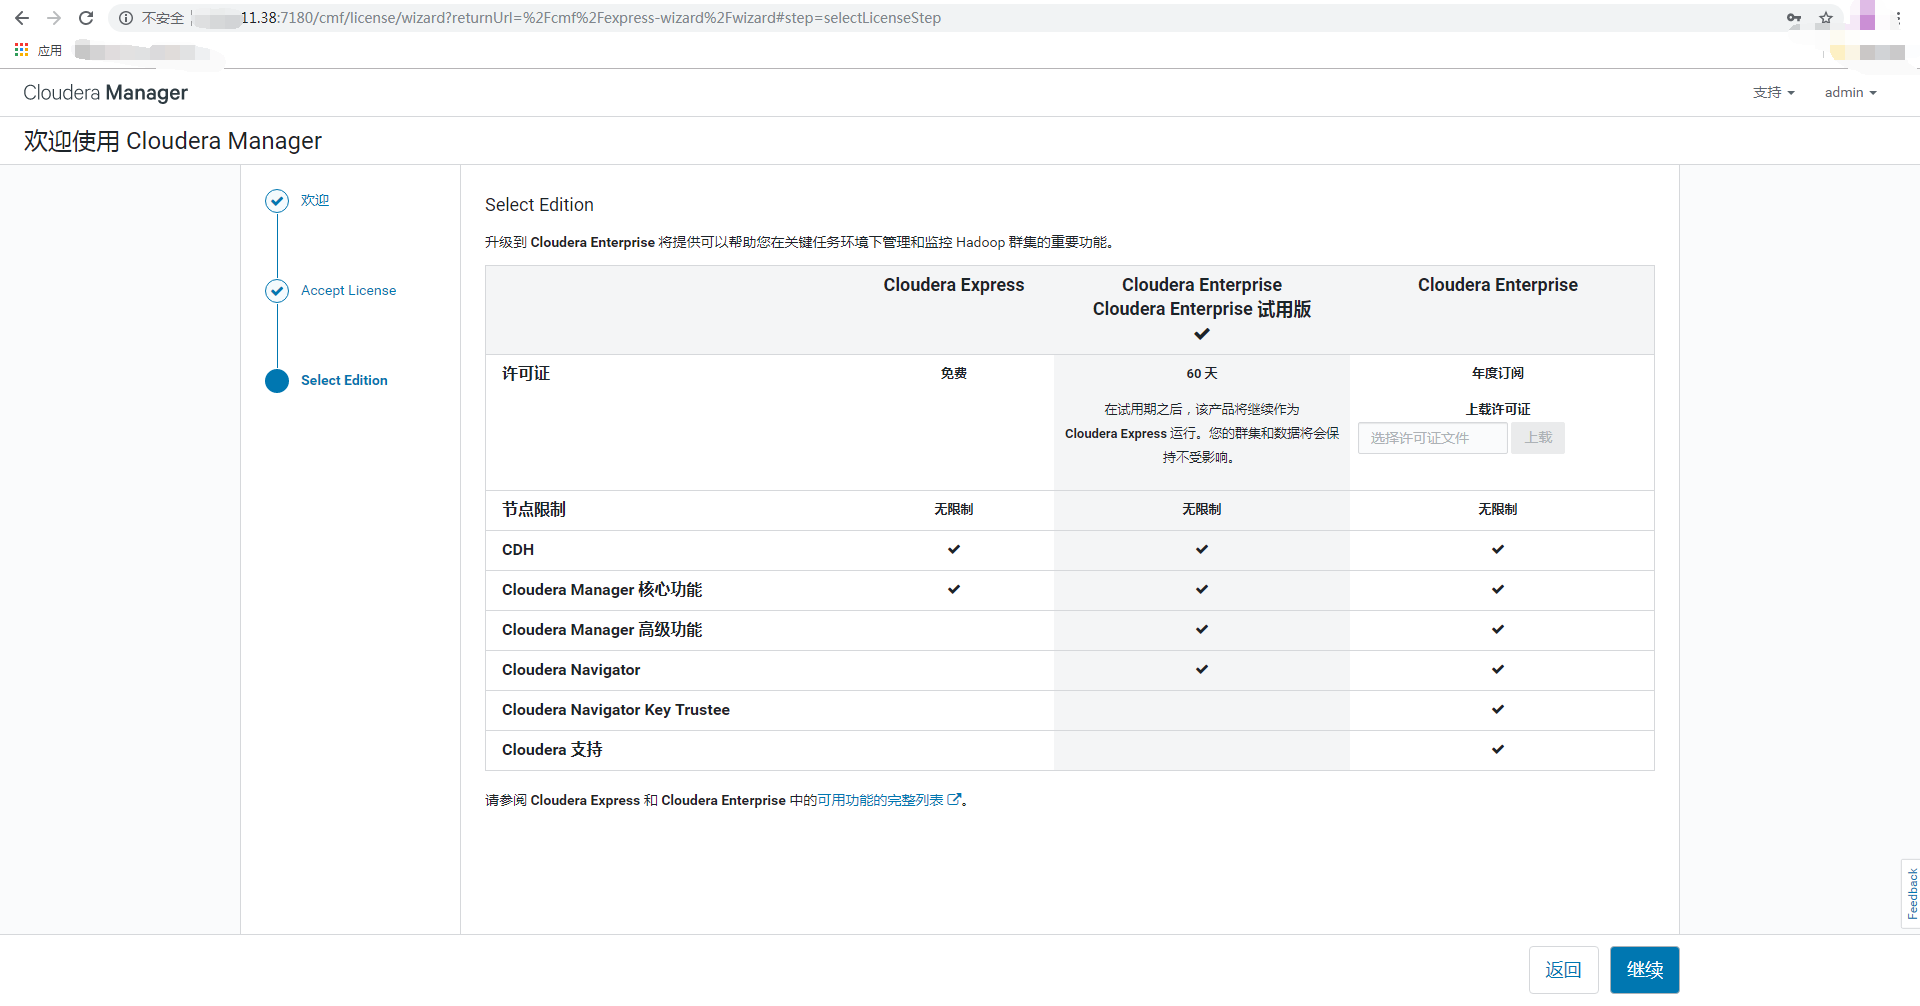 不安全 11.38:7180/cmf/license/wizard?returnUrl=%2Fcmf%2Fexpress-wizard%2Fwizard#step=selectLicenseStep
应用
Cloudera Manager
支持 admin
欢迎使用 Cloudera Manager
欢迎
Accept License
Select Edition
Select Edition
升级到 Cloudera Enterprise 将提供可以帮助您在关键任务环境下管理和监控 Hadoop 群集的重要功能。
Cloudera Express
Cloudera Enterprise
Cloudera Enterprise 试用版
Cloudera Enterprise
许可证
免费
60 天
在试用期之后，该产品将继续作为
Cloudera Express 运行。您的群集和数据将会保
持不受影响。
年度订阅
上载许可证
选择许可证文件 上载
节点限制 无限制 无限制 无限制
CDH
Cloudera Manager 核心功能
Cloudera Manager 高级功能
Cloudera Navigator
Cloudera Navigator Key Trustee
Cloudera 支持
请参阅 Cloudera Express 和 Cloudera Enterprise 中的可用功能的完整列表。
Feedback
返回 继续